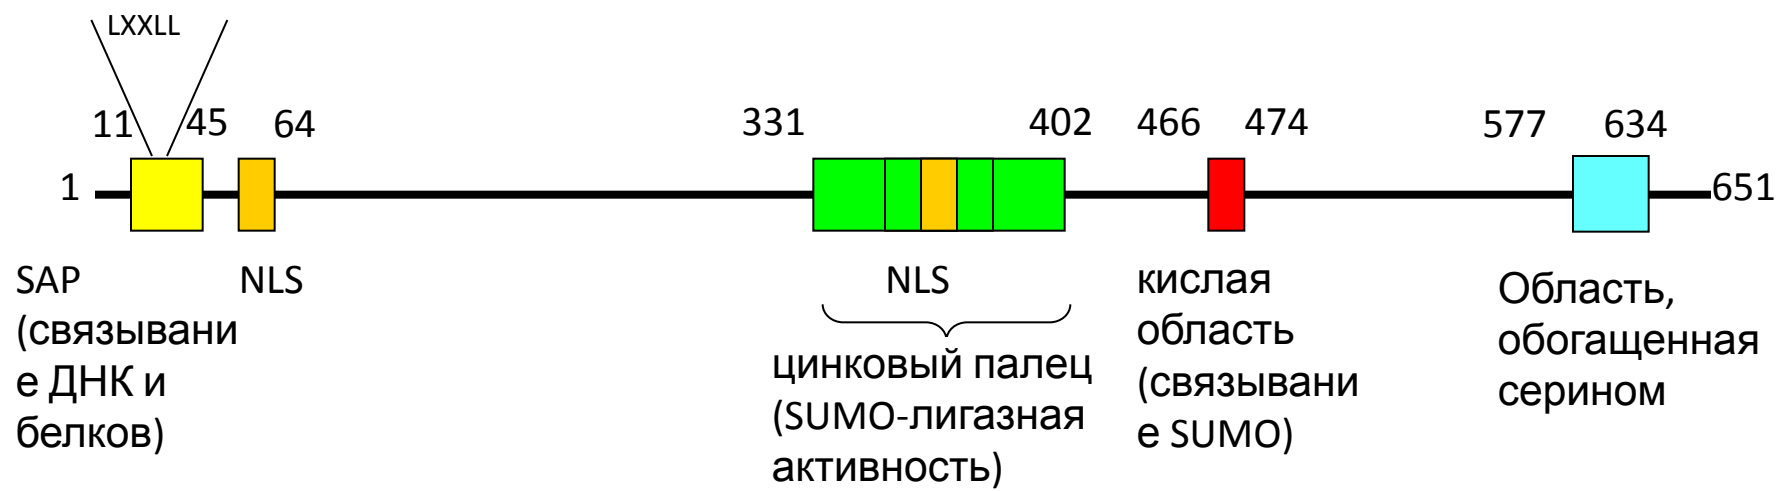 LXXLL
11 45 64 331 402 466 474 577 634
1 651
SAP
(связывани
е ДНК и
белков)
NLS
NLS
цинковый палец
(SUMO-лигазная
активность)
кислая
область
(связывани
е SUMO)
Область,
обогащенная
серином